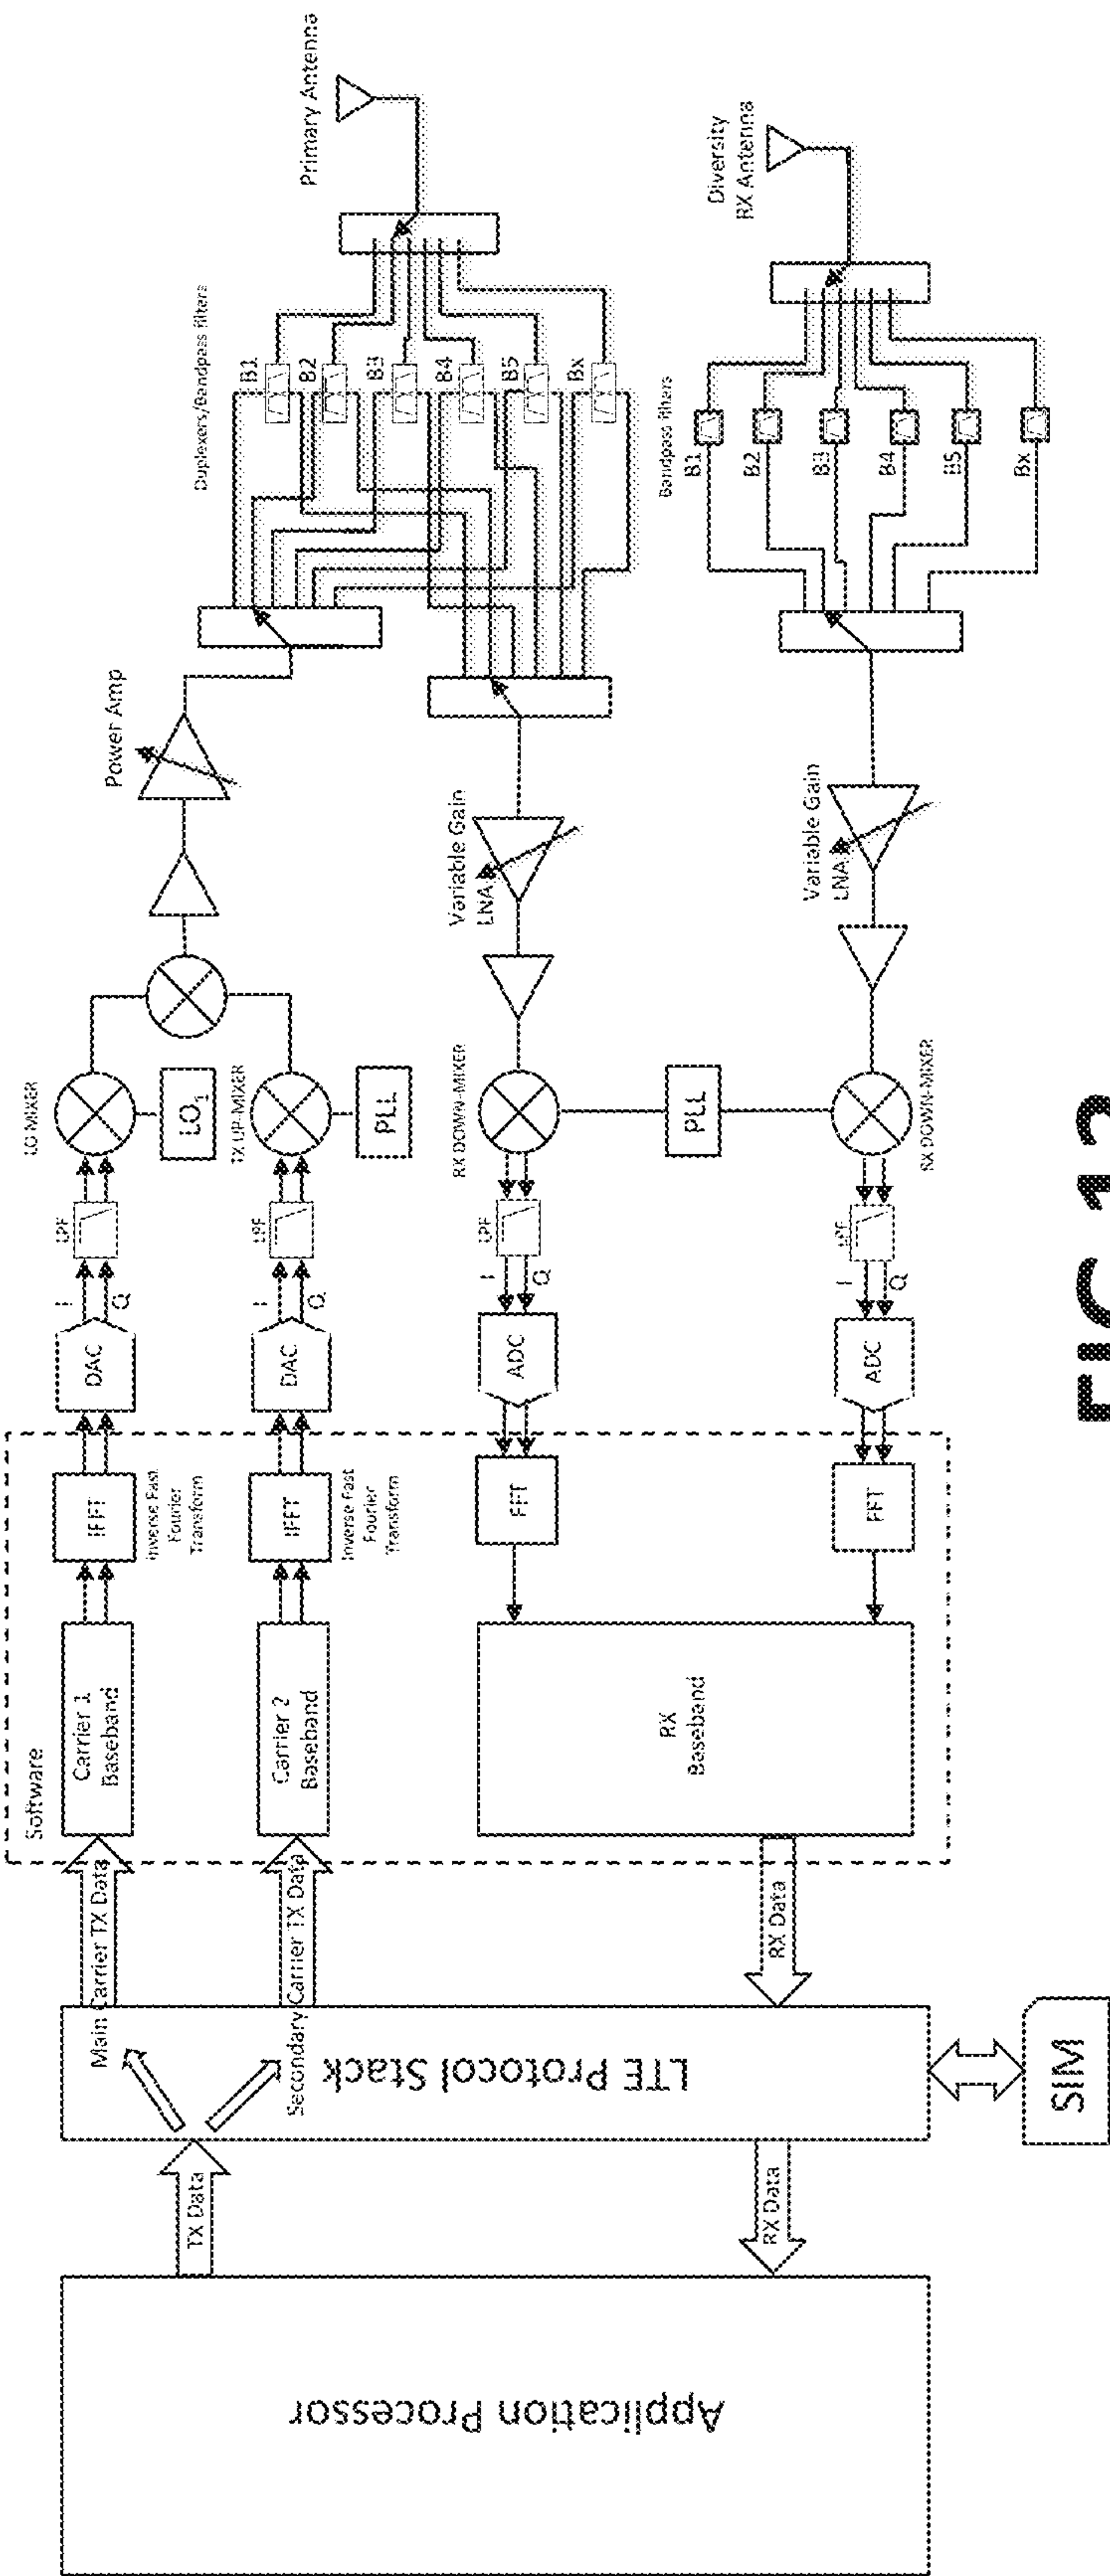 Application Processor
TX Data
RX Data
LTE Protocol Stack
SIM
Main Carrier TX Data
Secondary Carrier TX Data
RX Data
Software
Carrier 1
Baseband
IFFT
Inverse Fast
Fourier
Transform
DAC
I
Q
LPF
LO MIXER
LO1
Carrier 2
Baseband
IFFT
Inverse Fast
Fourier
Transform
DAC
I
Q
LPF
TX UP-MIXER
PLL
Power Amp
RX
Baseband
FFT
ADC
I
Q
LPF
RX DOWN-MIXER
Variable Gain
LNA
PLL
FFT
ADC
I
Q
LPF
RX DOWN-MIXER
Variable Gain
LNA
Duplexers/Bandpass filters
B1
B2
B3
B4
B5
Bx
Primary Antenna
Bandpass filters
B1
B2
B3
B4
B5
Bx
Diversity
RX Antenna